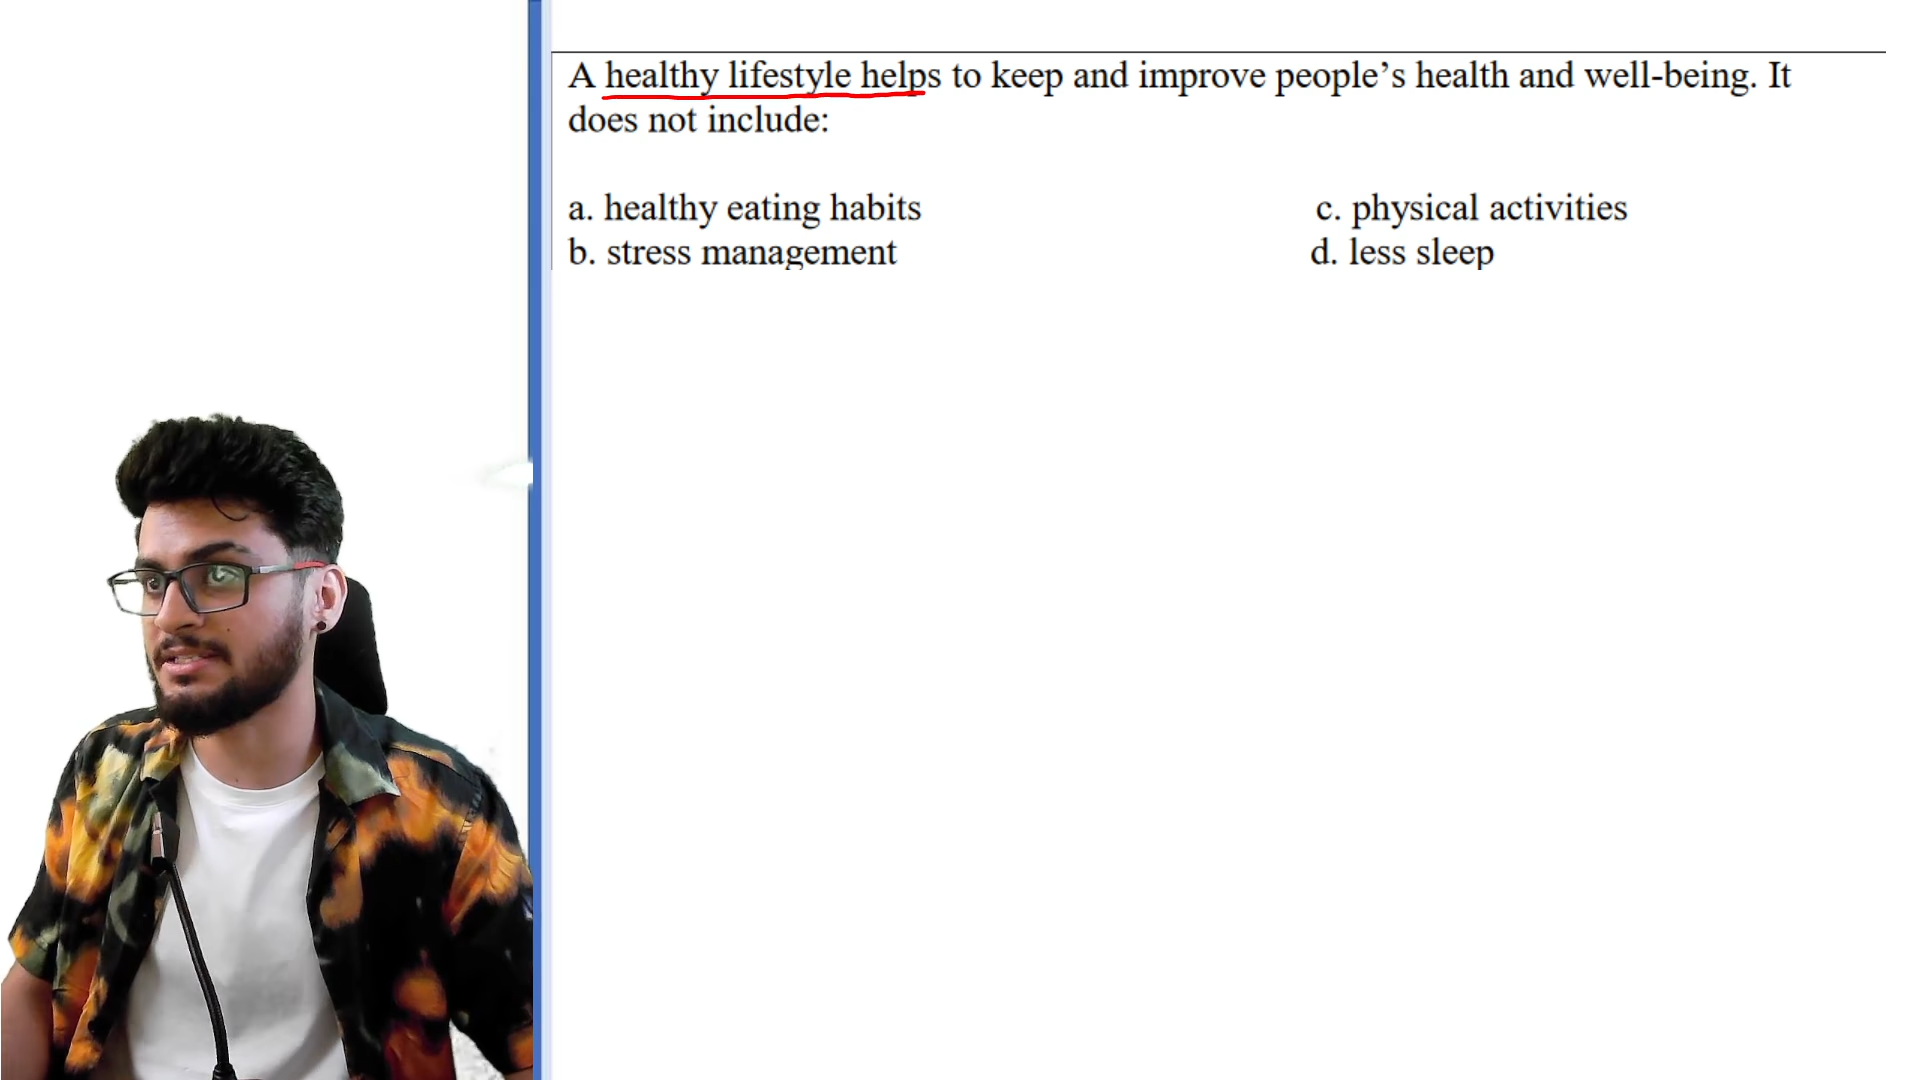 A healthy lifestyle helps to keep and improve people’s health and well-being. It
does not include:
a. healthy eating habits
c. physical activities
b. stress management
d. less sleep